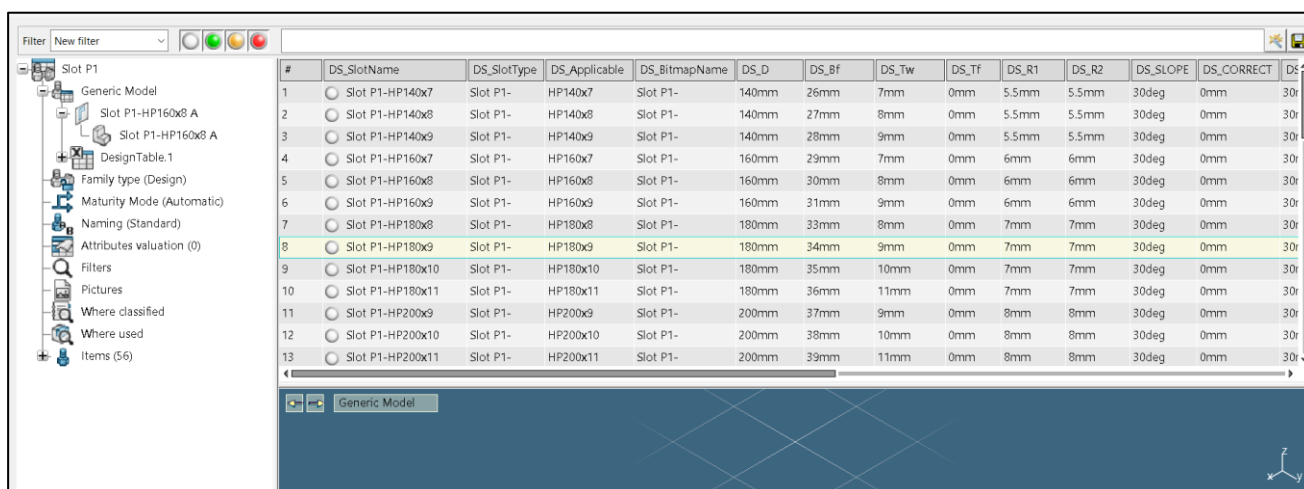 Filter New filter
Slot P1
Generic Model
Slot P1-HP160x8 A
Slot P1-HP160x8 A
DesignTable.1
Family type (Design)
Maturity Mode (Automatic)
Naming (Standard)
Attributes valuation (0)
Filters
Pictures
Where classified
Where used
Items (56)
# DS_SlotName DS_SlotType DS_Applicable DS_BitmapName DS_D DS_Bf DS_Tw DS_Tf DS_R1 DS_R2 DS_SLOPE DS_CORRECT DS
1 Slot P1-HP140x7 Slot P1- HP140x7 Slot P1- 140mm 26mm 7mm 0mm 5.5mm 5.5mm 30deg 0mm 30
2 Slot P1-HP140x8 Slot P1- HP140x8 Slot P1- 140mm 27mm 8mm 0mm 5.5mm 5.5mm 30deg 0mm 30
3 Slot P1-HP140x9 Slot P1- HP140x9 Slot P1- 140mm 28mm 9mm 0mm 5.5mm 5.5mm 30deg 0mm 30
4 Slot P1-HP160x7 Slot P1- HP160x7 Slot P1- 160mm 29mm 7mm 0mm 6mm 6mm 30deg 0mm 30
5 Slot P1-HP160x8 Slot P1- HP160x8 Slot P1- 160mm 30mm 8mm 0mm 6mm 6mm 30deg 0mm 30
6 Slot P1-HP160x9 Slot P1- HP160x9 Slot P1- 160mm 31mm 9mm 0mm 6mm 6mm 30deg 0mm 30
7 Slot P1-HP180x8 Slot P1- HP180x8 Slot P1- 180mm 33mm 8mm 0mm 7mm 7mm 30deg 0mm 30
8 Slot P1-HP180x9 Slot P1- HP180x9 Slot P1- 180mm 34mm 9mm 0mm 7mm 7mm 30deg 0mm 30
9 Slot P1-HP180x10 Slot P1- HP180x10 Slot P1- 180mm 35mm 10mm 0mm 7mm 7mm 30deg 0mm 30
10 Slot P1-HP180x11 Slot P1- HP180x11 Slot P1- 180mm 36mm 11mm 0mm 7mm 7mm 30deg 0mm 30
11 Slot P1-HP200x9 Slot P1- HP200x9 Slot P1- 200mm 37mm 9mm 0mm 8mm 8mm 30deg 0mm 30
12 Slot P1-HP200x10 Slot P1- HP200x10 Slot P1- 200mm 38mm 10mm 0mm 8mm 8mm 30deg 0mm 30
13 Slot P1-HP200x11 Slot P1- HP200x11 Slot P1- 200mm 39mm 11mm 0mm 8mm 8mm 30deg 0mm 30
Generic Model
z
x y